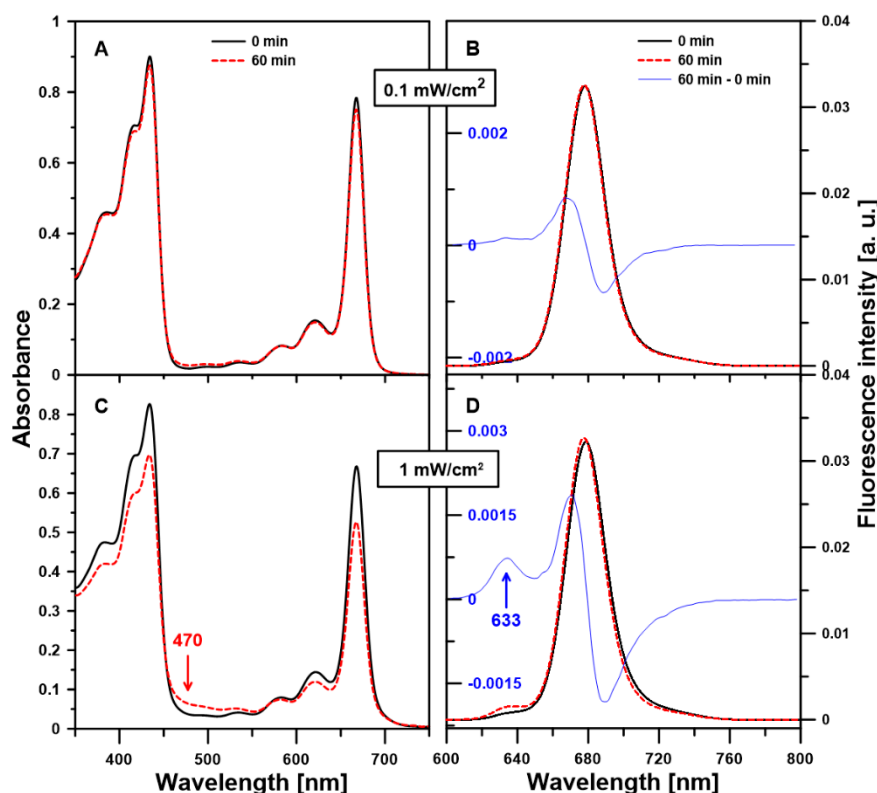 A
0 min
60 min
B
0 min
60 min
60 min - 0 min
0.1 mW/cm²
1
0.8
0.6
0.4
0.2
0
0.002
0
-0.002
0.04
0.03
0.02
0.01
0
Absorbance
Fluorescence intensity [a. u.]
C
D
1 mW/cm²
0.8
0.7
0.6
0.5
0.4
0.3
0.2
0.1
0
470
0.003
0.0015
0
-0.0015
633
0.04
0.03
0.02
0.01
0
400 500 600 700
600 640 680 720 760 800
Wavelength [nm]
Wavelength [nm]